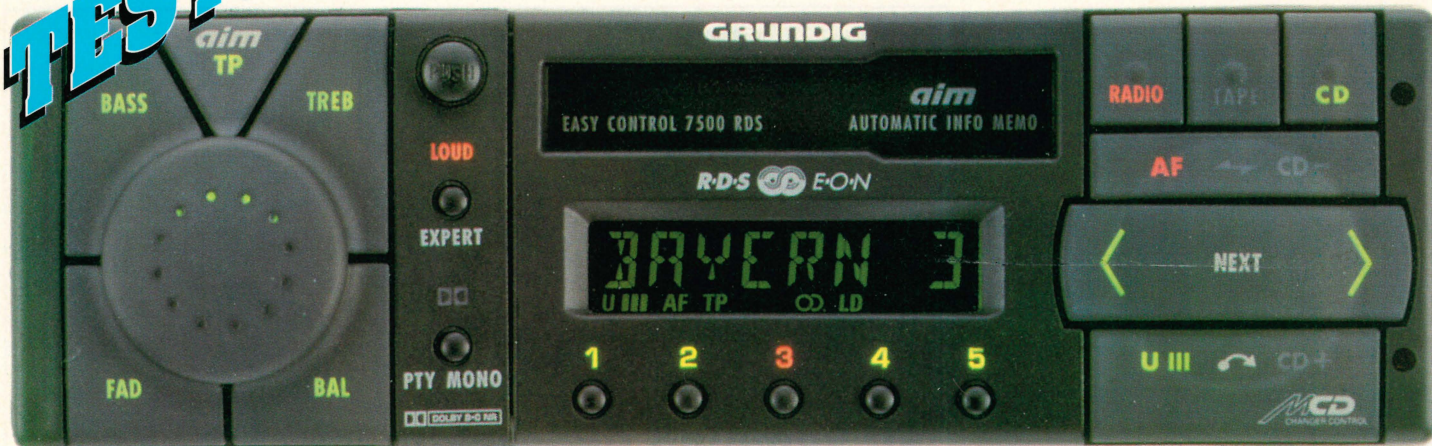 TEST
aim
TP
BASS
TREB
FAD
BAL
PUSH
LOUD
EXPERT
PTY MONO
DOLBY B-C NR
GRUNDIG
aim
EASY CONTROL 7500 RDS
AUTOMATIC INFO MEMO
R·D·S E·O·N
BAYERN 3
U III AF TP LD
1 2 3 4 5
RADIO TAPE CD
AF CD-
< NEXT >
U III CD+
MCD
CHANGER CONTROL